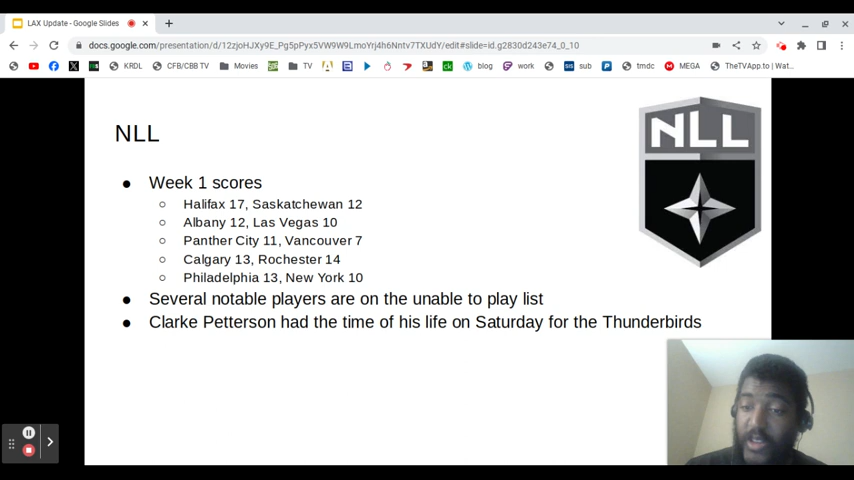 LAX Update - Google Slides
docs.google.com/presentation/d/12zjoHJXy9E_Pg5pPyx5VW9W9LmoYrj4h6Nntv7TXUdY/edit#slide=id.g2830d243e74_0_10
KRDL CFB/CBB TV Movies TV blog work sub tmdc MEGA TheTVApp.to | Wat...
NLL
NLL
Week 1 scores
Halifax 17, Saskatchewan 12
Albany 12, Las Vegas 10
Panther City 11, Vancouver 7
Calgary 13, Rochester 14
Philadelphia 13, New York 10
Several notable players are on the unable to play list
Clarke Petterson had the time of his life on Saturday for the Thunderbirds